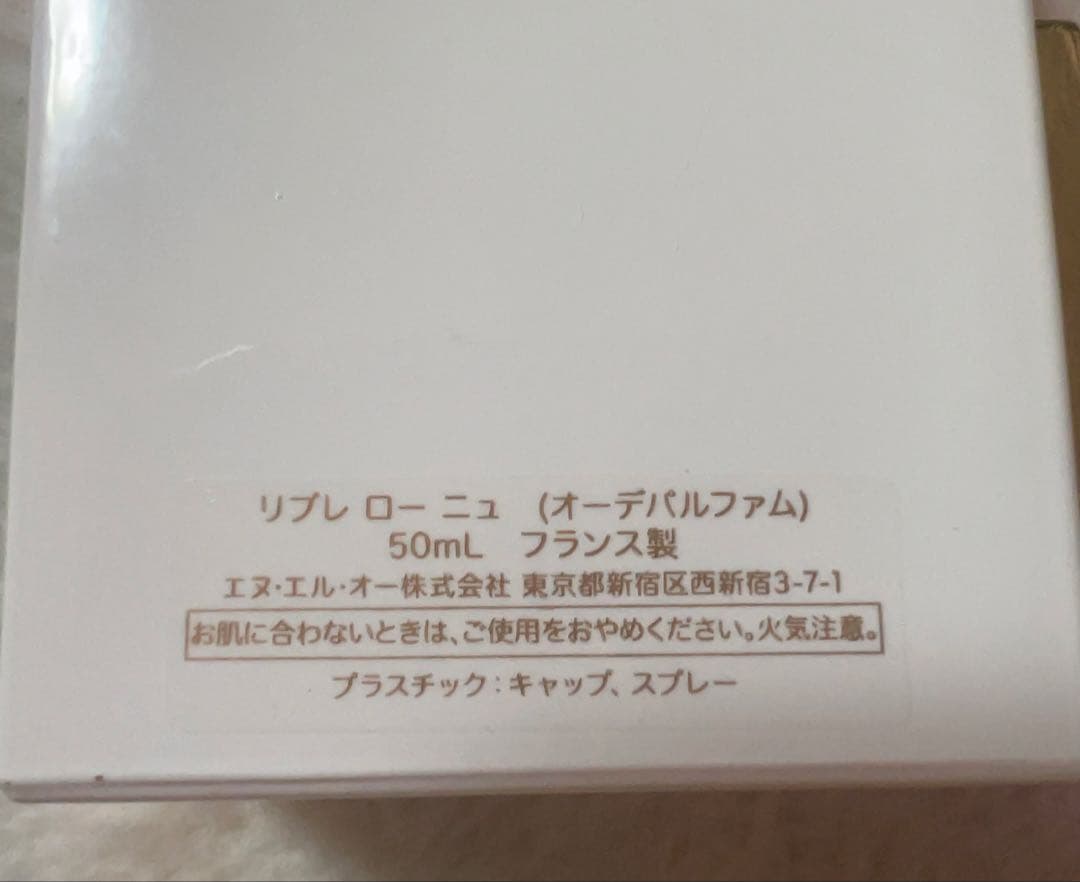 リブレ ロー ニュ　(オーデパルファム)
50mL　フランス製
エヌ・エル・オー株式会社 東京都新宿区西新宿3-7-1
お肌に合わないときは、ご使用をおやめください。火気注意。
プラスチック：キャップ、スプレー